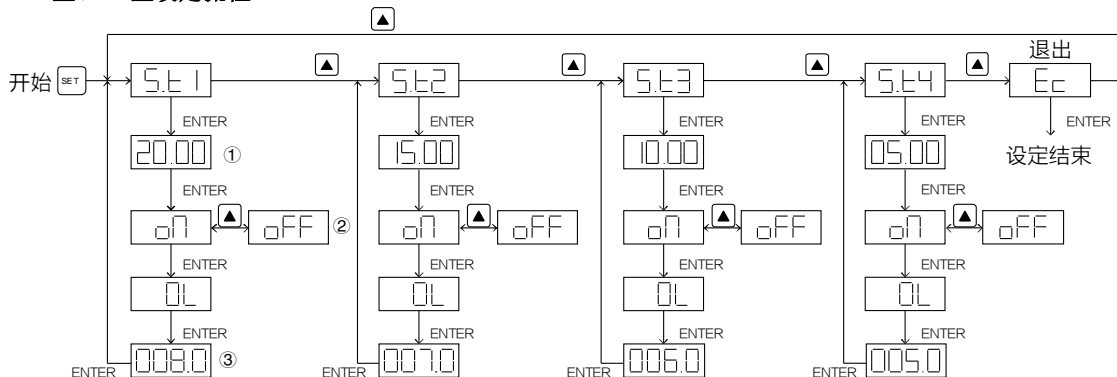 ▲
退出
开始 SET S.t1 ▲ S.t2 ▲ S.t3 ▲ S.t4 ▲ Ec
ENTER ENTER ENTER ENTER ENTER
20.00 ① 15.00 10.00 05.00 设定结束
ENTER ENTER ENTER ENTER
on ▲ oFF ② on ▲ oFF on ▲ oFF on ▲ oFF
ENTER ENTER ENTER ENTER
OL OL OL OL
ENTER ENTER ENTER ENTER
008.0 ③ 007.0 006.0 005.0
ENTER ENTER ENTER ENTER